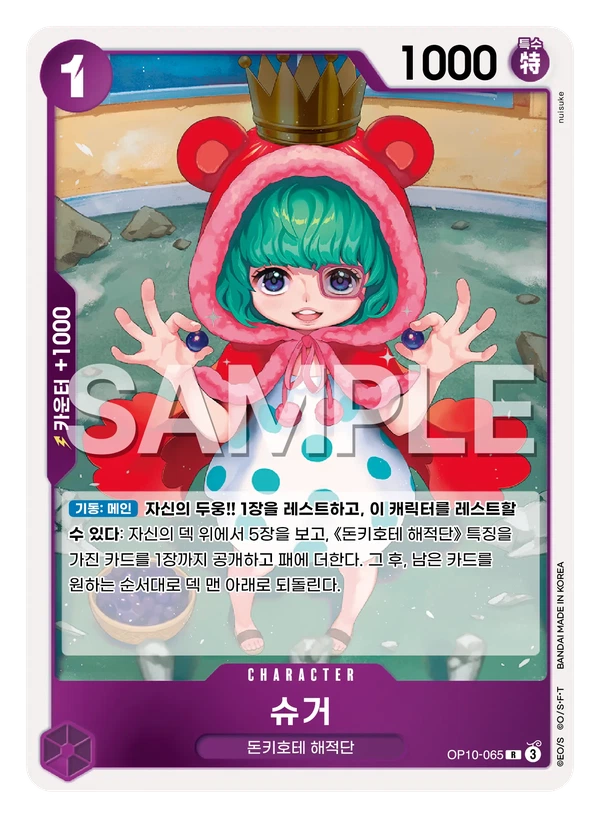 1
1000
특수
特
nuisuke
⚡카운터 +1000
SAMPLE
기동: 메인 자신의 두웅!! 1장을 레스트하고, 이 캐릭터를 레스트할
수 있다: 자신의 덱 위에서 5장을 보고, 《돈키호테 해적단》 특징을
가진 카드를 1장까지 공개하고 패에 더한다. 그 후, 남은 카드를
원하는 순서대로 덱 맨 아래로 되돌린다.
CHARACTER
슈거
돈키호테 해적단
OP10-065 R 3
©EO/S ©O/S·F·T BANDAI MADE IN KOREA